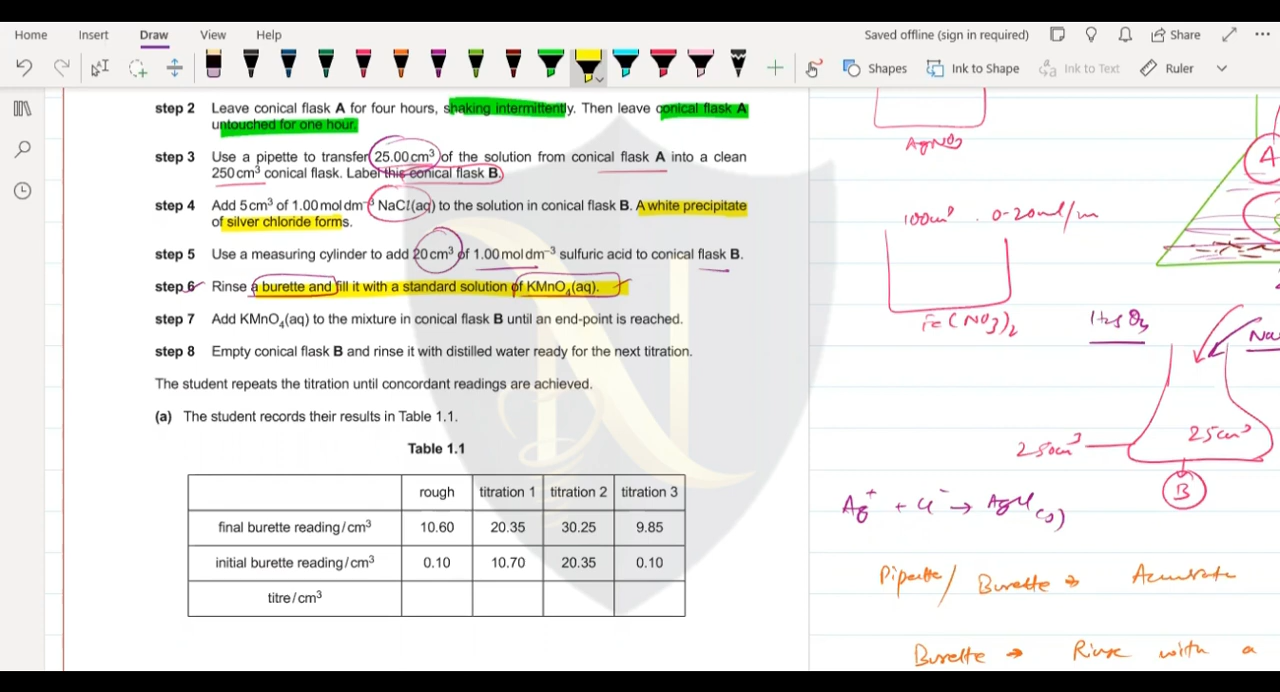 Home Insert Draw View Help
Saved offline (sign in required) Share
Shapes Ink to Shape Ink to Text Ruler
step 2 Leave conical flask A for four hours, shaking intermittently. Then leave conical flask A
untouched for one hour.
step 3 Use a pipette to transfer 25.00 cm³ of the solution from conical flask A into a clean
250 cm³ conical flask. Label this conical flask B.
step 4 Add 5 cm³ of 1.00 mol dm⁻³ NaCl(aq) to the solution in conical flask B. A white precipitate
of silver chloride forms.
step 5 Use a measuring cylinder to add 20 cm³ of 1.00 mol dm⁻³ sulfuric acid to conical flask B.
step 6 Rinse a burette and fill it with a standard solution of KMnO₄(aq).
step 7 Add KMnO₄(aq) to the mixture in conical flask B until an end-point is reached.
step 8 Empty conical flask B and rinse it with distilled water ready for the next titration.
The student repeats the titration until concordant readings are achieved.
(a) The student records their results in Table 1.1.
Table 1.1
rough titration 1 titration 2 titration 3
final burette reading/cm³ 10.60 20.35 30.25 9.85
initial burette reading/cm³ 0.10 10.70 20.35 0.10
titre/cm³
AgNO₃
A
100cm³ .
Fe(NO₃)₂
Na
250cm³
25cm³
B
Ag⁺ + Cl⁻ → AgCl(s)
Pipette/ Burette → Accurate
Burette → Rinse with a